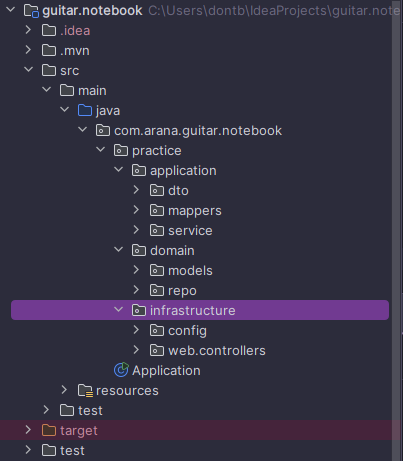 guitar.notebook C:\Users\dontb\IdeaProjects\guitar.note
.idea
.mvn
src
main
java
com.arana.guitar.notebook
practice
application
dto
mappers
service
domain
models
repo
infrastructure
config
web.controllers
Application
resources
test
target
test